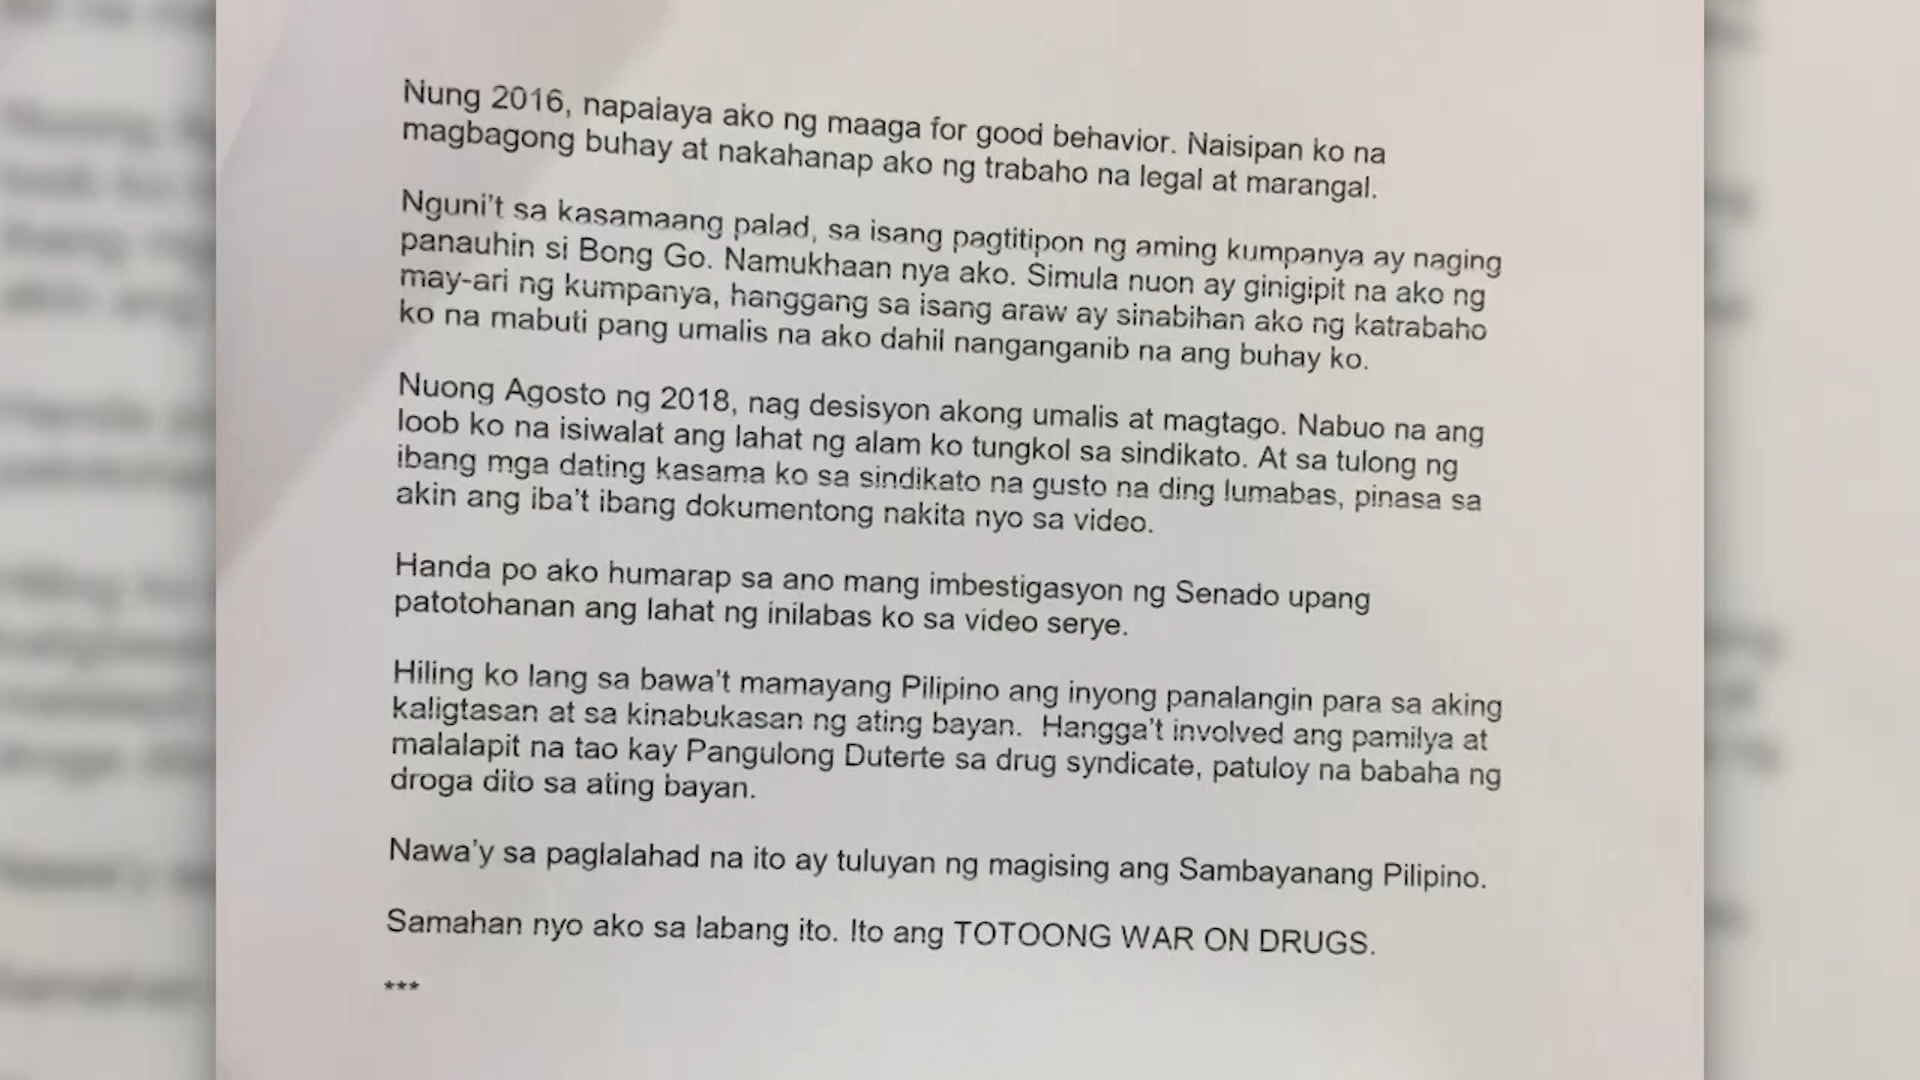 Nung 2016, napalaya ako ng maaga for good behavior. Naisipan ko na
magbagong buhay at nakahanap ako ng trabaho na legal at marangal.
Nguni't sa kasamaang palad, sa isang pagtitipon ng aming kumpanya ay naging
panauhin si Bong Go. Namukhaan nya ako. Simula nuon ay ginigipit na ako ng
may-ari ng kumpanya, hanggang sa isang araw ay sinabihan ako ng katrabaho
ko na mabuti pang umalis na ako dahil nanganganib na ang buhay ko.
Nuong Agosto ng 2018, nag desisyon akong umalis at magtago. Nabuo na ang
loob ko na isiwalat ang lahat ng alam ko tungkol sa sindikato. At sa tulong ng
ibang mga dating kasama ko sa sindikato na gusto na ding lumabas, pinasa sa
akin ang iba't ibang dokumentong nakita nyo sa video.
Handa po ako humarap sa ano mang imbestigasyon ng Senado upang
patotohanan ang lahat ng inilabas ko sa video serye.
Hiling ko lang sa bawa't mamayang Pilipino ang inyong panalangin para sa aking
kaligtasan at sa kinabukasan ng ating bayan.  Hangga't involved ang pamilya at
malalapit na tao kay Pangulong Duterte sa drug syndicate, patuloy na babaha ng
droga dito sa ating bayan.
Nawa'y sa paglalahad na ito ay tuluyan ng magising ang Sambayanang Pilipino.
Samahan nyo ako sa labang ito. Ito ang TOTOONG WAR ON DRUGS.
***